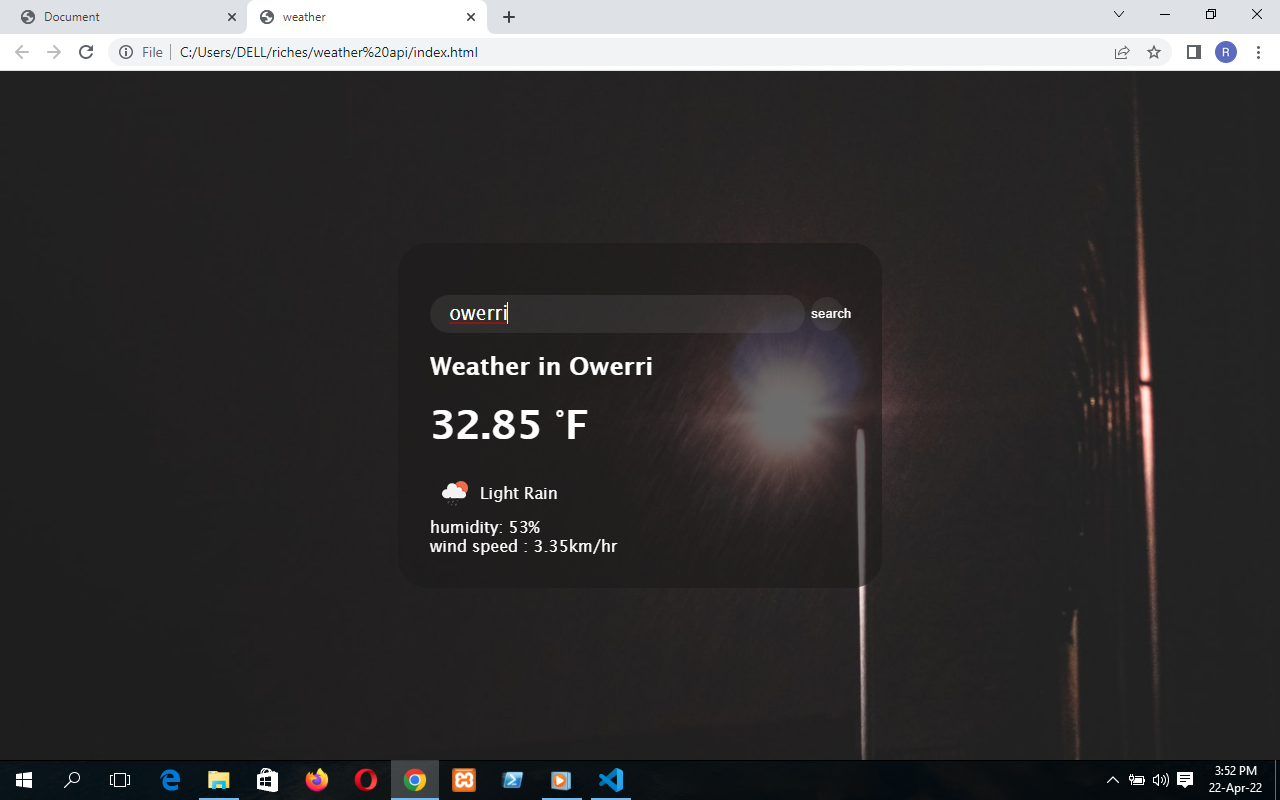 Document
weather
File
C:/Users/DELL/riches/weather%20api/index.html
R
owerri
search
Weather in Owerri
32.85 °F
Light Rain
humidity: 53%
wind speed : 3.35km/hr
3:52 PM
22-Apr-22